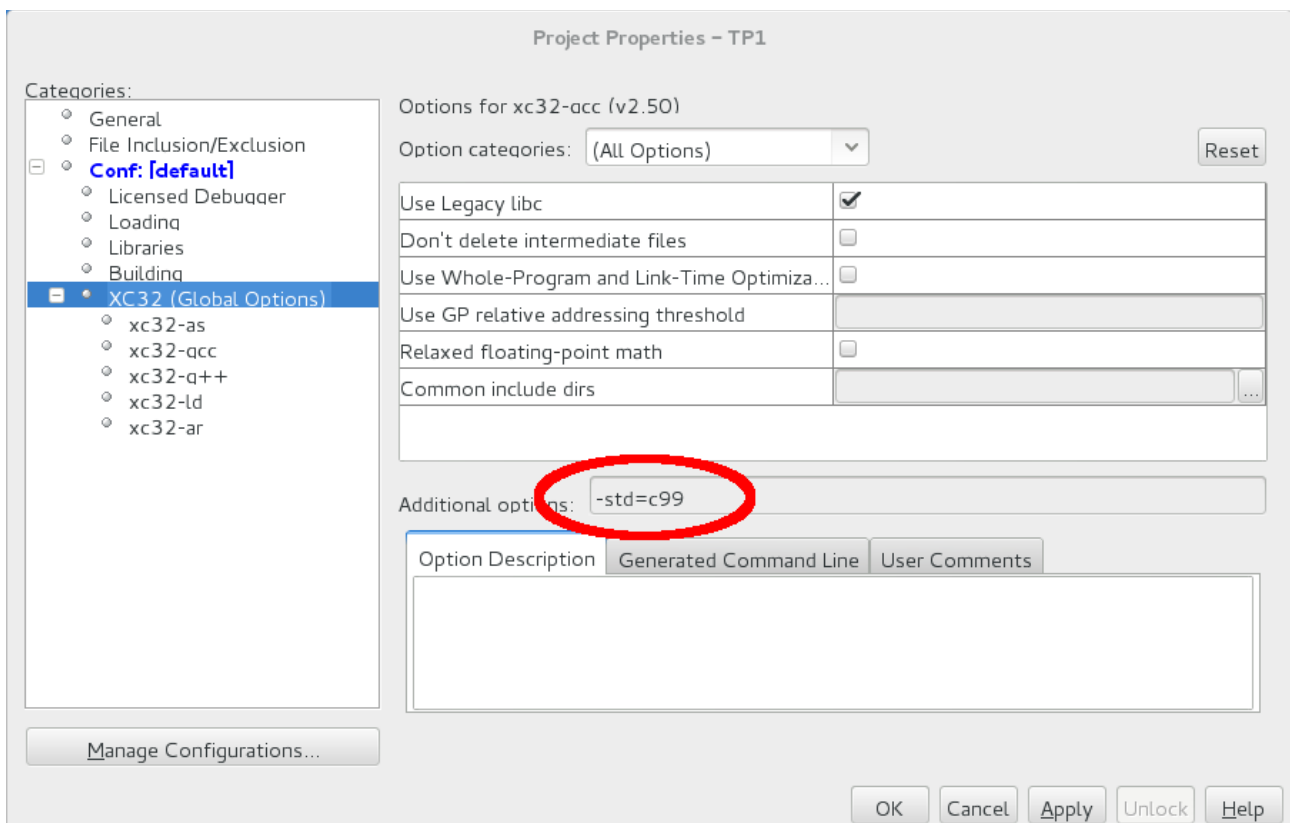 Project Properties – TP1
Categories:
General
File Inclusion/Exclusion
Conf: [default]
Licensed Debugger
Loading
Libraries
Building
XC32 (Global Options)
xc32-as
xc32-gcc
xc32-g++
xc32-ld
xc32-ar
Manage Configurations...
Options for xc32-gcc (v2.50)
Option categories: (All Options) Reset
Use Legacy libc
Don't delete intermediate files
Use Whole-Program and Link-Time Optimiza...
Use GP relative addressing threshold
Relaxed floating-point math
Common include dirs ...
Additional options: -std=c99
Option Description Generated Command Line User Comments
OK Cancel Apply Unlock Help